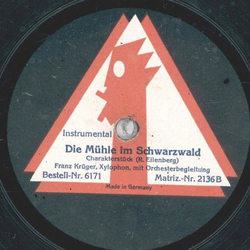 Instrumental
Die Mühle im Schwarzwald
Charakterstück (R. Eilenberg)
Franz Krüger, Xylophon, mit Orchesterbegleitung
Bestell-Nr. 6171 Matriz.-Nr. 2136B
Made in Germany